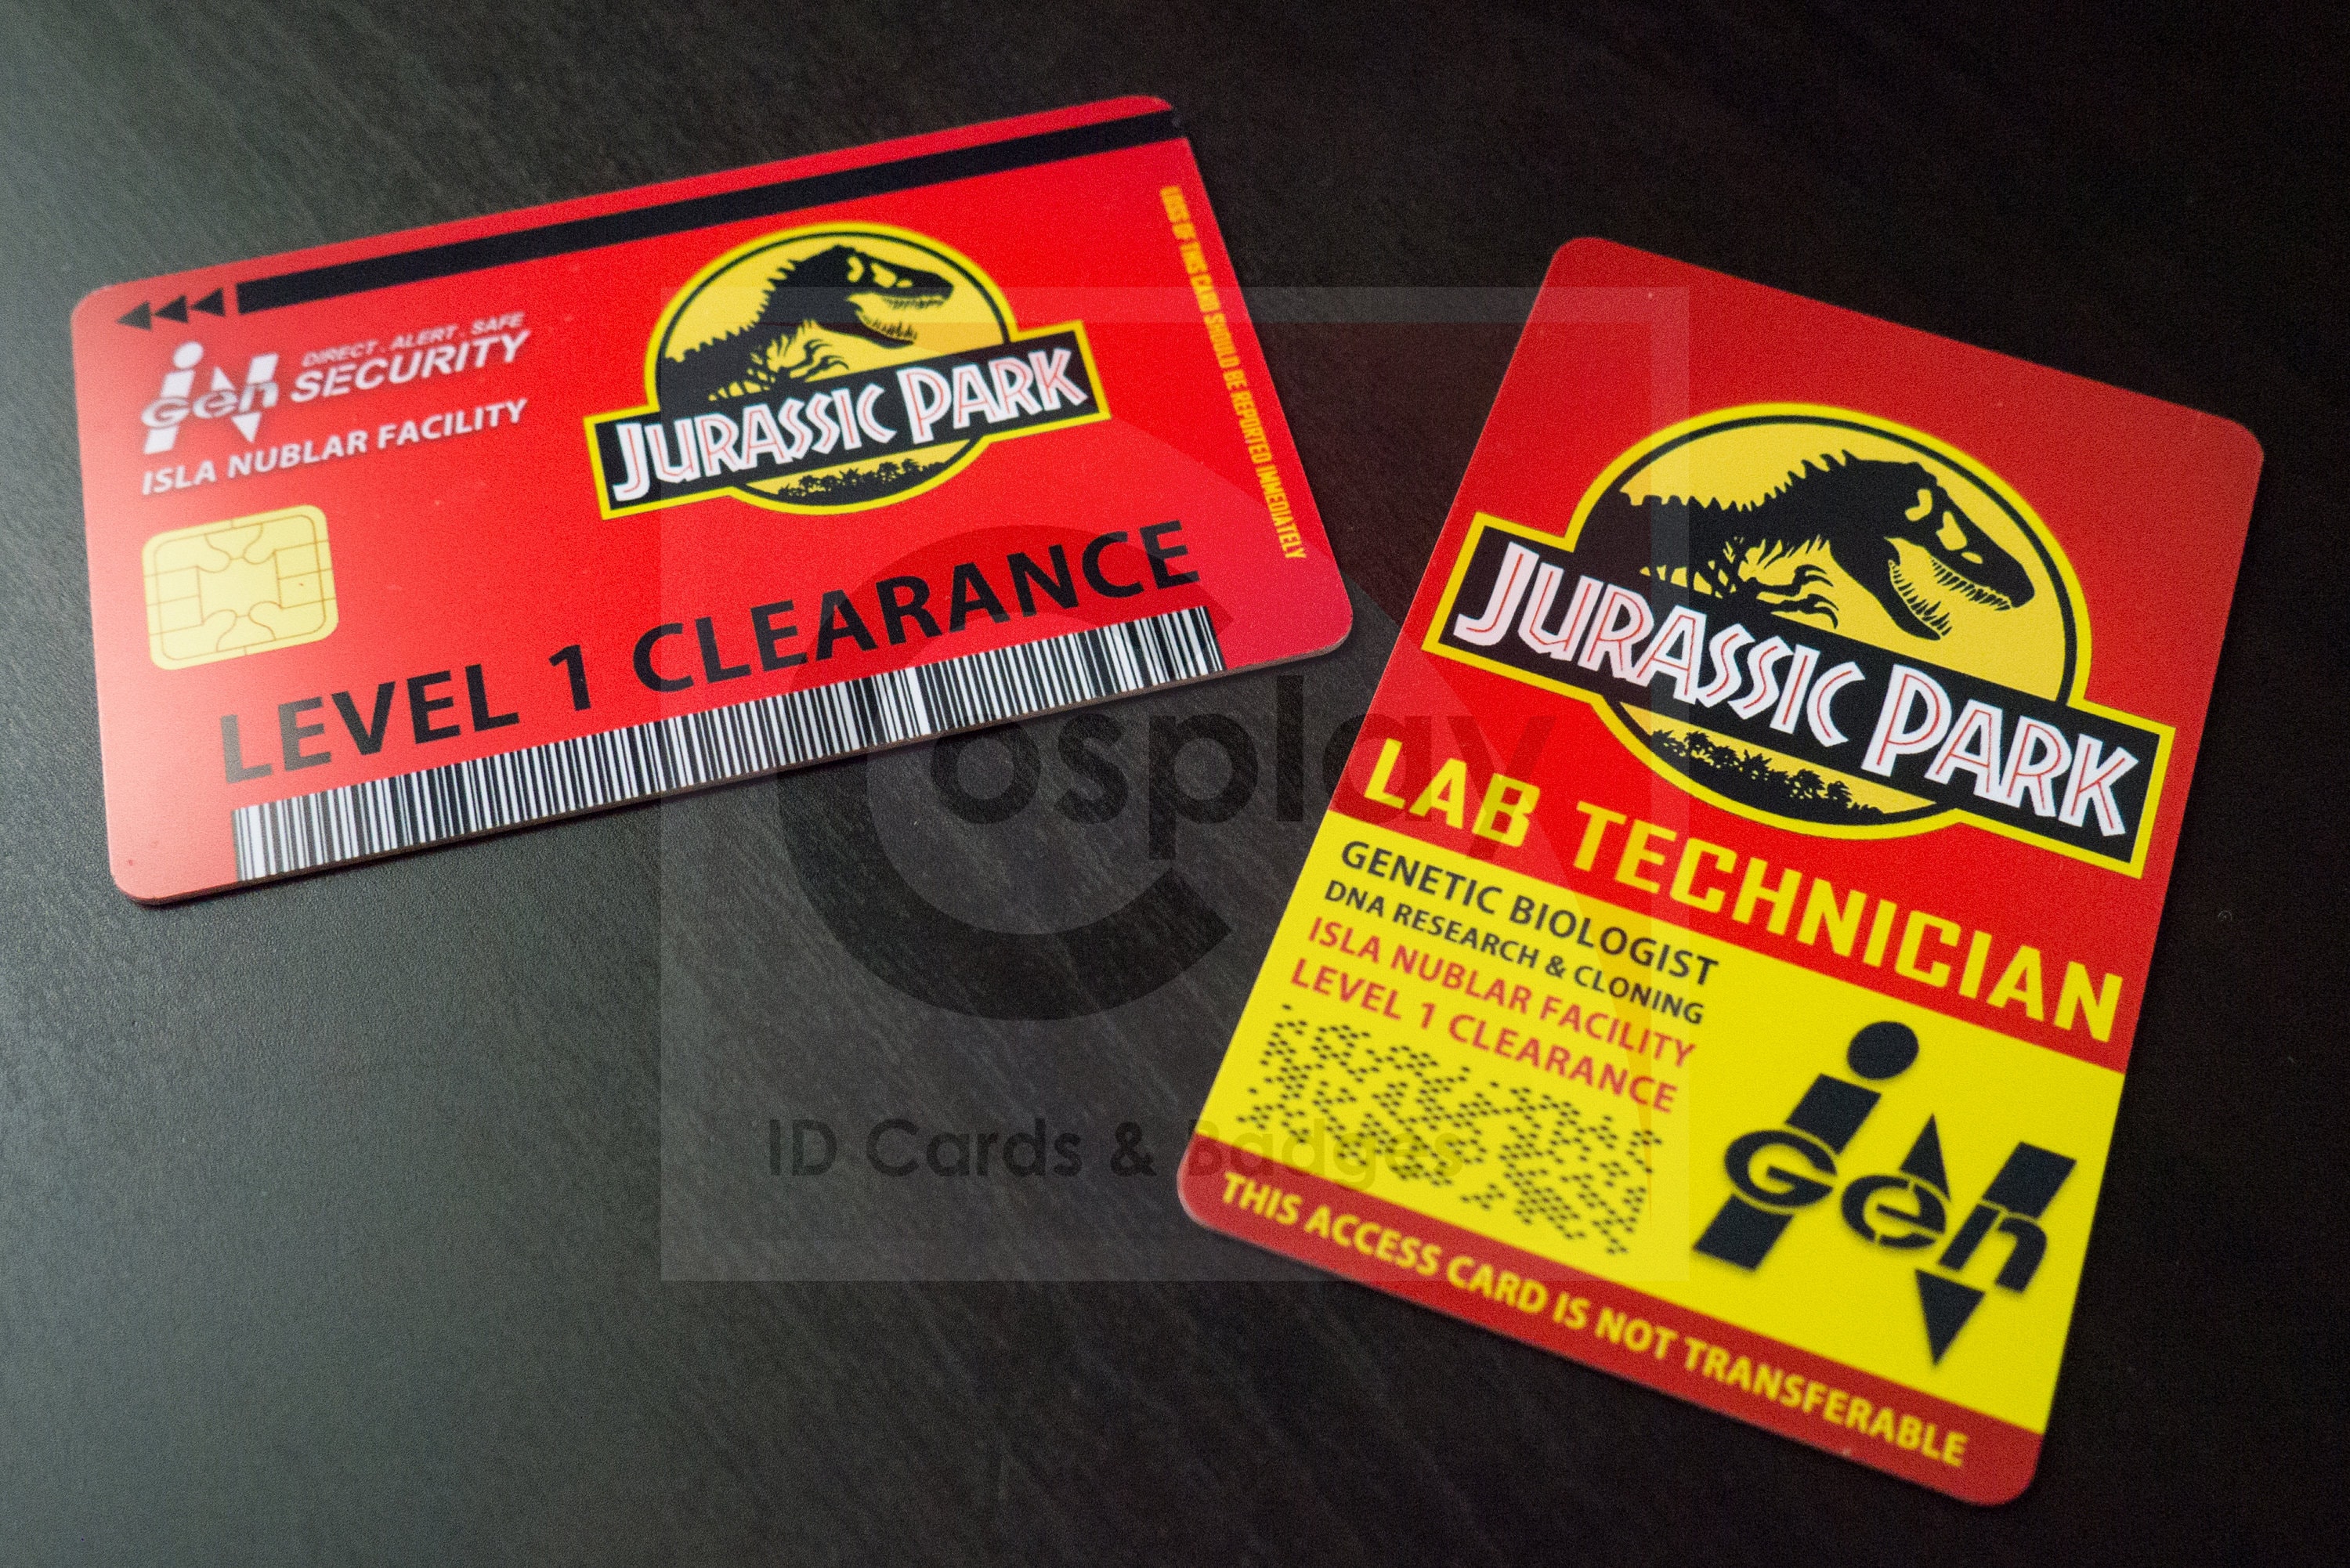 InGen
DIRECT . ALERT . SAFE
SECURITY
ISLA NUBLAR FACILITY
JURASSIC PARK
LEVEL 1 CLEARANCE
LOSS OF THIS CARD SHOULD BE REPORTED IMMEDIATELY
JURASSIC PARK
LAB TECHNICIAN
GENETIC BIOLOGIST
DNA RESEARCH & CLONING
ISLA NUBLAR FACILITY
LEVEL 1 CLEARANCE
InGen
THIS ACCESS CARD IS NOT TRANSFERABLE
Cosplay
ID Cards & Badges